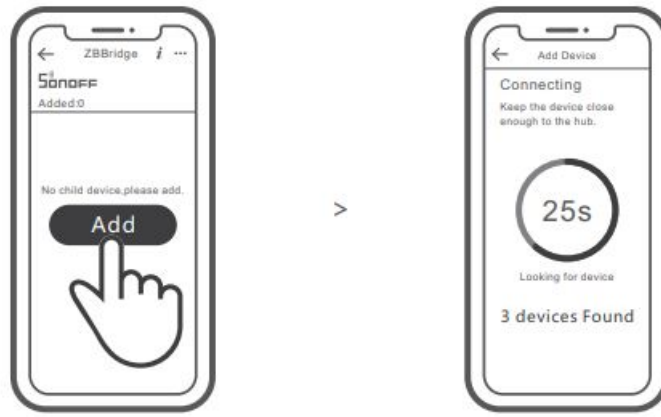 ZBBridge i ...
SONOFF
Added:0
No child device,please add.
Add
>
Add Device
Connecting
Keep the device close
enough to the hub.
25s
Looking for device
3 devices Found